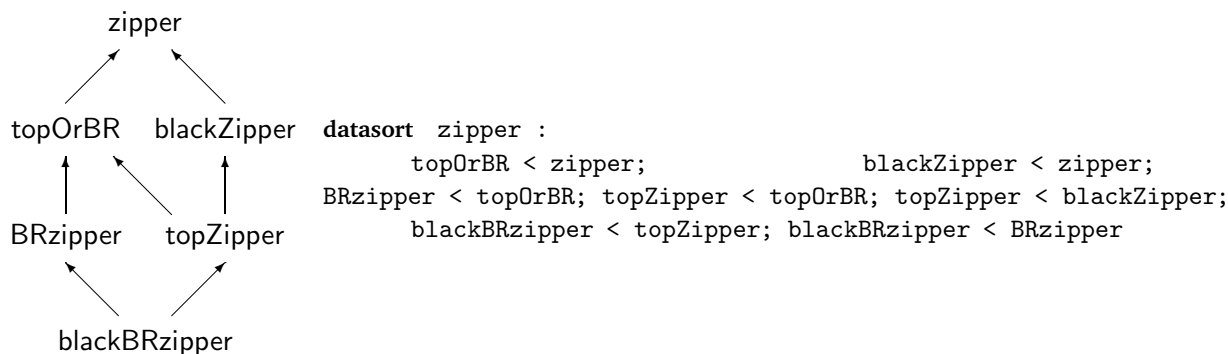 zipper
topOrBR blackZipper
BRzipper topZipper
blackBRzipper
datasort zipper :
topOrBR < zipper; blackZipper < zipper;
BRzipper < topOrBR; topZipper < topOrBR; topZipper < blackZipper;
blackBRzipper < topZipper; blackBRzipper < BRzipper